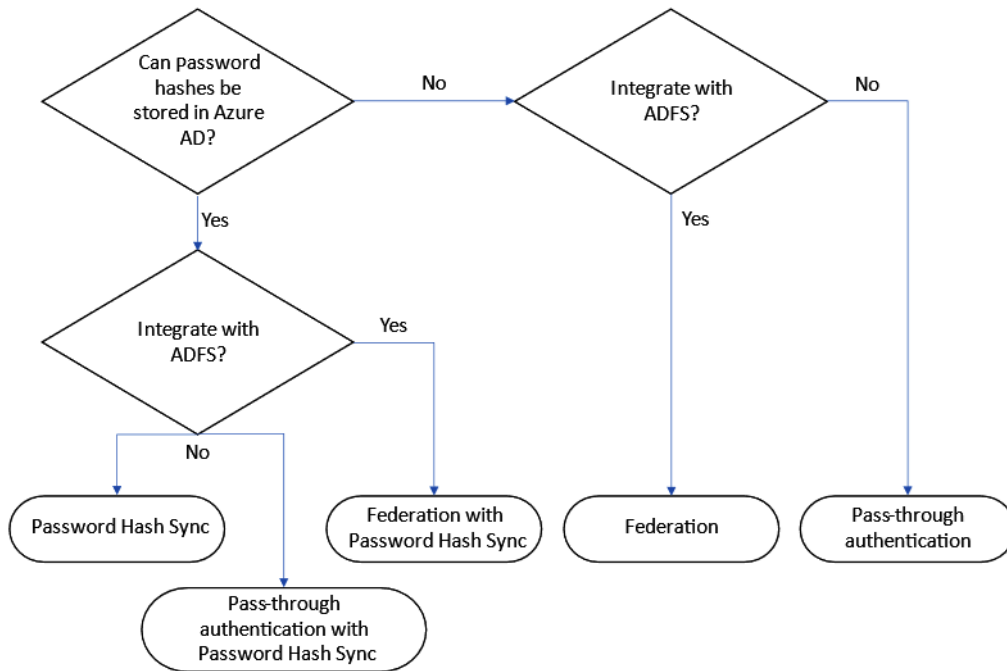 Can password
hashes be
stored in Azure
AD?
No
Integrate with
ADFS?
No
Yes
Yes
Integrate with
ADFS?
Yes
No
Password Hash Sync
Federation with
Password Hash Sync
Federation
Pass-through
authentication
Pass-through
authentication with
Password Hash Sync